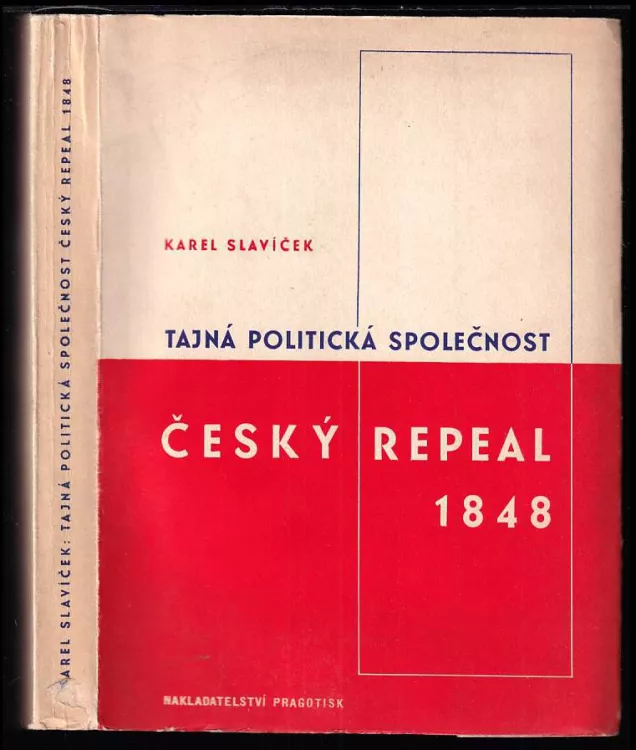 KAREL SLAVÍČEK: TAJNÁ POLITICKÁ SPOLEČNOST ČESKÝ REPEAL 1848
KAREL SLAVÍČEK
TAJNÁ POLITICKÁ SPOLEČNOST
ČESKÝ REPEAL
1848
NAKLADATELSTVÍ PRAGOTISK